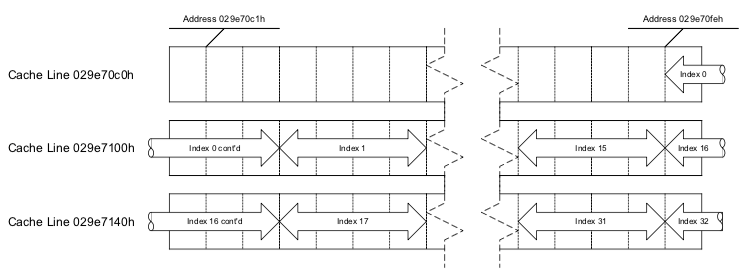 Address 029e70c1h
Address 029e70feh
Cache Line 029e70c0h
Index 0
Cache Line 029e7100h
Index 0 cont'd
Index 1
Index 15
Index 16
Cache Line 029e7140h
Index 16 cont'd
Index 17
Index 31
Index 32